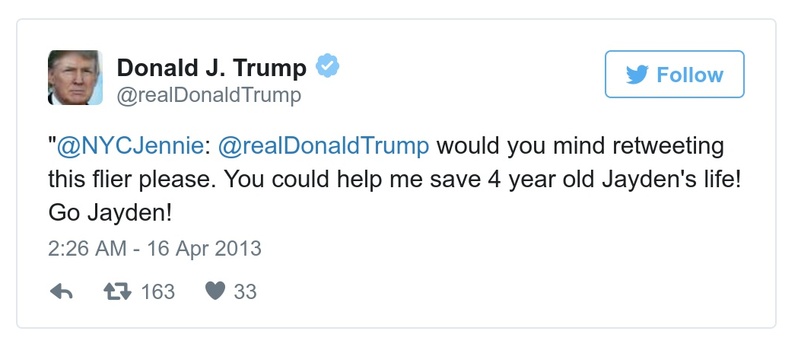 Donald J. Trump
@realDonaldTrump
Follow
"@NYCJennie: @realDonaldTrump would you mind retweeting
this flier please. You could help me save 4 year old Jayden's life!
Go Jayden!
2:26 AM - 16 Apr 2013
163 33